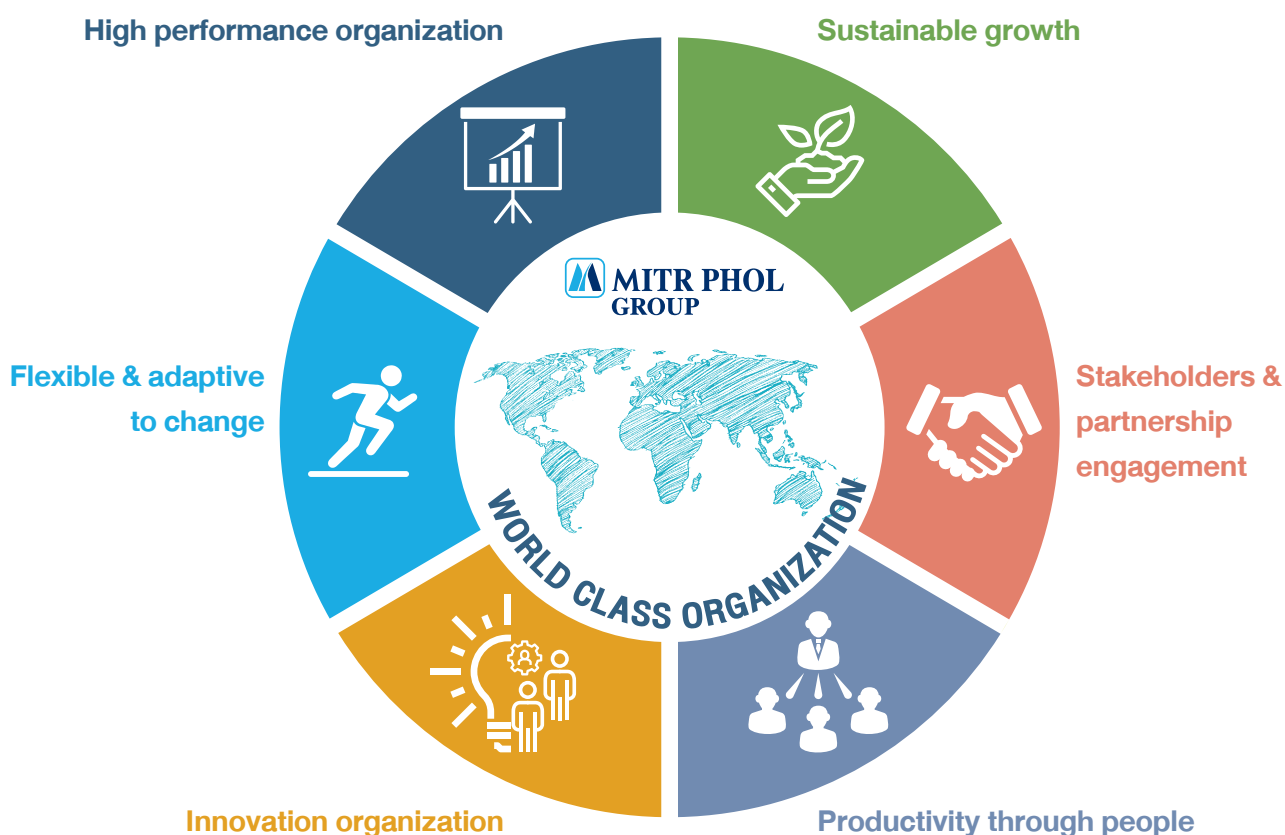 High performance organization
Sustainable growth
MITR PHOL
GROUP
Flexible & adaptive
to change
Stakeholders &
partnership
engagement
WORLD CLASS ORGANIZATION
Innovation organization
Productivity through people